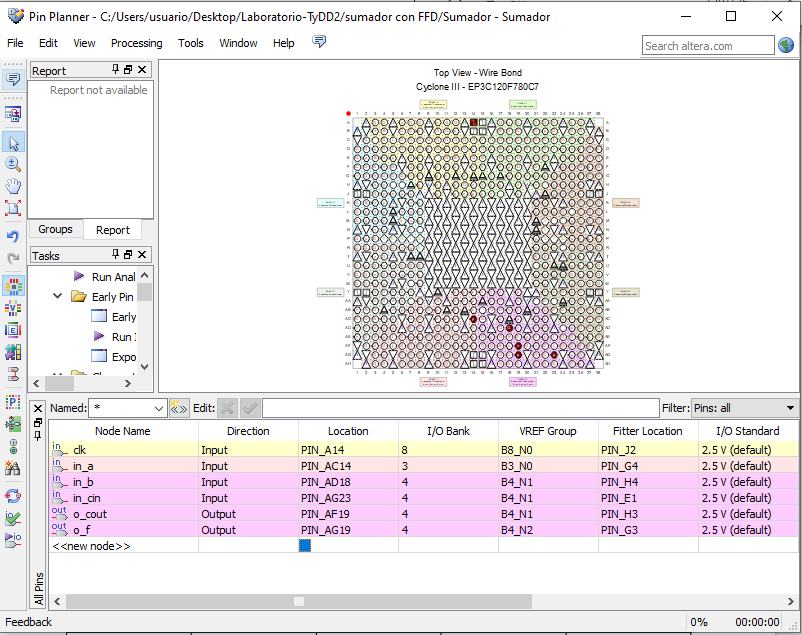 Pin Planner - C:/Users/usuario/Desktop/Laboratorio-TyDD2/sumador con FFD/Sumador - Sumador
File Edit View Processing Tools Window Help
Search altera.com
Report
Report not available
Groups Report
Tasks
Run Anal
Early Pin
Early
Run I
Expo
Top View - Wire Bond
Cyclone III - EP3C120F780C7
Named: * Edit: Filter: Pins: all
Node Name Direction Location I/O Bank VREF Group Fitter Location I/O Standard
in clk Input PIN_A14 8 B8_N0 PIN_J2 2.5 V (default)
in in_a Input PIN_AC14 3 B3_N0 PIN_G4 2.5 V (default)
in in_b Input PIN_AD18 4 B4_N1 PIN_H4 2.5 V (default)
in in_cin Input PIN_AG23 4 B4_N1 PIN_E1 2.5 V (default)
out o_cout Output PIN_AF19 4 B4_N1 PIN_H3 2.5 V (default)
out o_f Output PIN_AG19 4 B4_N2 PIN_G3 2.5 V (default)
<<new node>>
All Pins
Feedback
0% 00:00:00